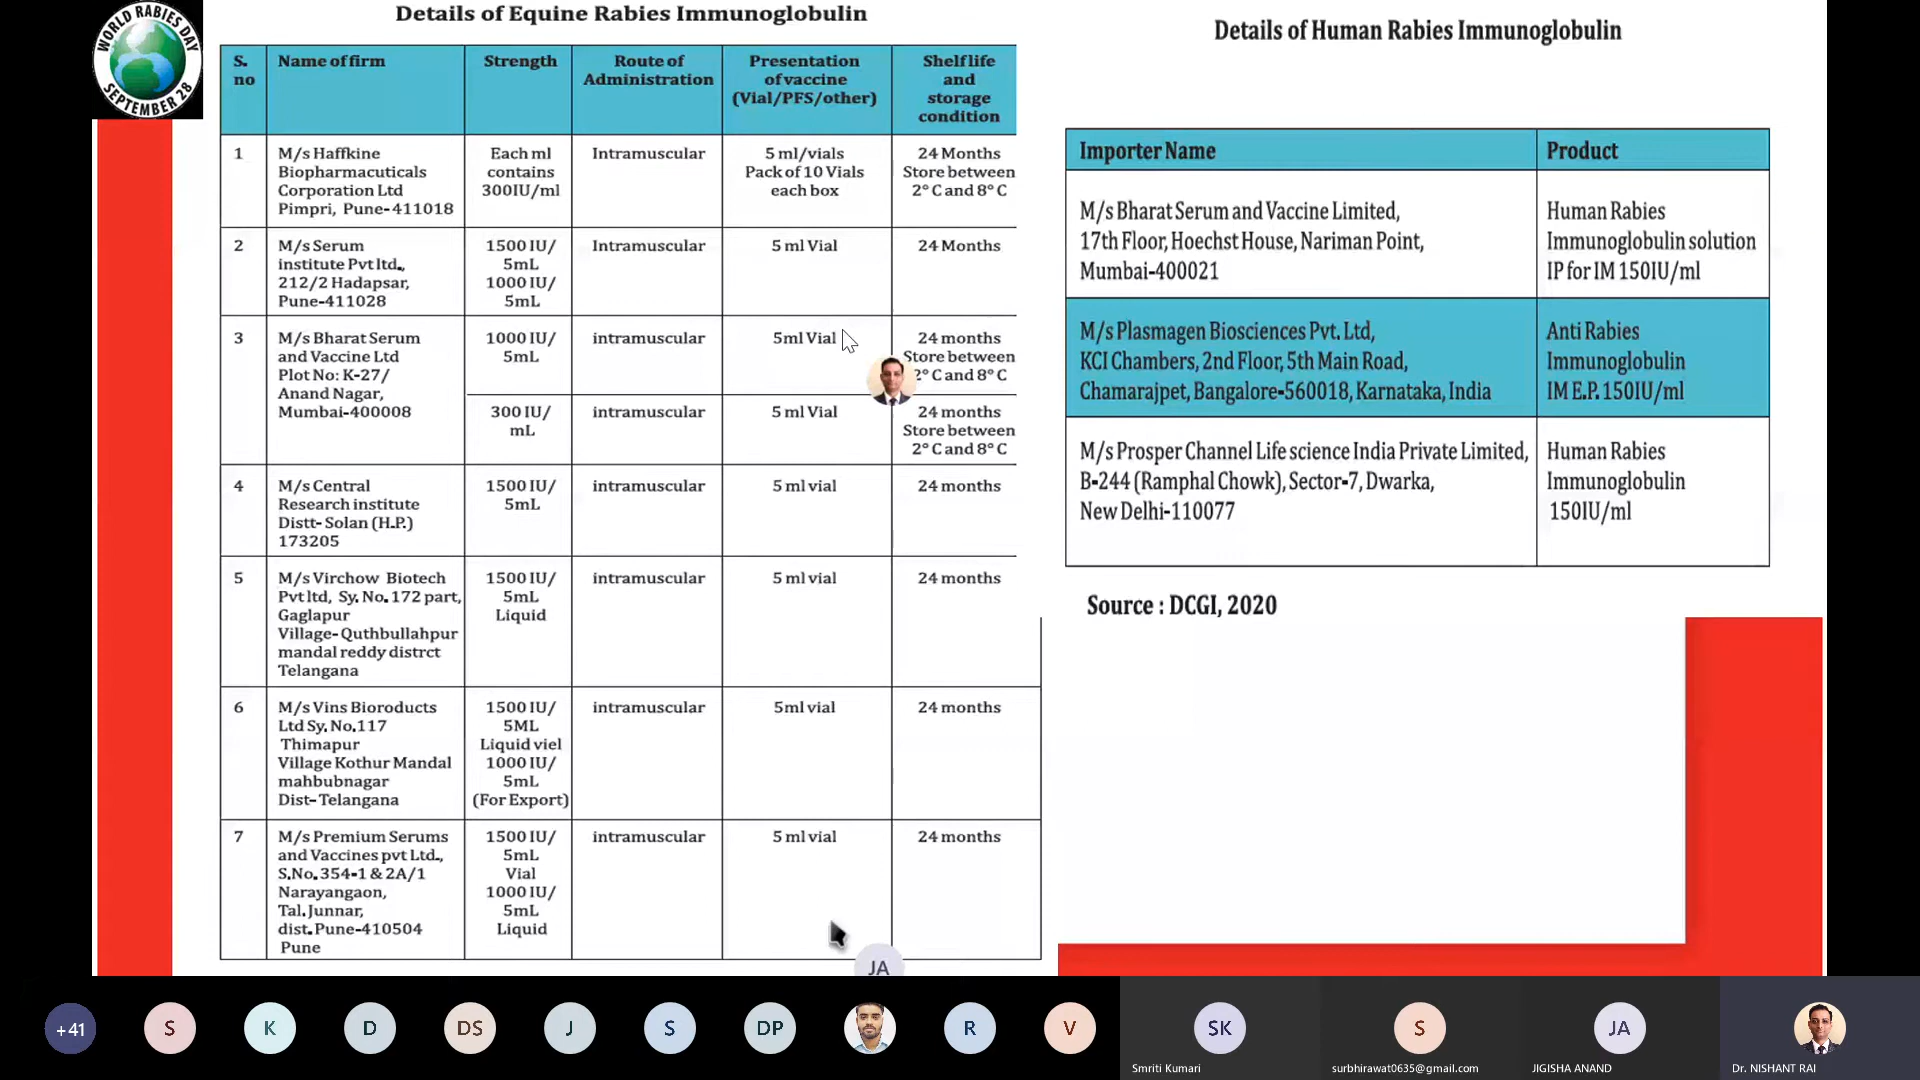 WORLD RABIES DAY
SEPTEMBER 28
Details of Equine Rabies Immunoglobulin
S. no
Name of firm
Strength
Route of Administration
Presentation of vaccine (Vial/PFS/other)
Shelf life and storage condition
1
M/s Haffkine
Biopharmacuticals
Corporation Ltd
Pimpri, Pune-411018
Each ml
contains
300IU/ml
Intramuscular
5 ml/vials
Pack of 10 Vials
each box
24 Months
Store between
2° C and 8° C
2
M/s Serum
institute Pvt ltd.,
212/2 Hadapsar,
Pune-411028
1500 IU/
5mL
1000 IU/
5mL
Intramuscular
5 ml Vial
24 Months
3
M/s Bharat Serum
and Vaccine Ltd
Plot No: K-27/
Anand Nagar,
Mumbai-400008
1000 IU/
5mL
intramuscular
5ml Vial
24 months
Store between
2° C and 8° C
300 IU/
mL
intramuscular
5 ml Vial
24 months
Store between
2° C and 8° C
4
M/s Central
Research institute
Distt- Solan (H.P.)
173205
1500 IU/
5mL
intramuscular
5 ml vial
24 months
5
M/s Virchow Biotech
Pvt ltd, Sy. No. 172 part,
Gaglapur
Village- Quthbullahpur
mandal reddy distrct
Telangana
1500 IU/
5mL
Liquid
intramuscular
5 ml vial
24 months
6
M/s Vins Bioroducts
Ltd Sy. No.117
Thimapur
Village Kothur Mandal
mahbubnagar
Dist- Telangana
1500 IU/
5ML
Liquid viel
1000 IU/
5mL
(For Export)
intramuscular
5ml vial
24 months
7
M/s Premium Serums
and Vaccines pvt Ltd.,
S.No. 354-1 & 2A/1
Narayangaon,
Tal. Junnar,
dist. Pune-410504
Pune
1500 IU/
5mL
Vial
1000 IU/
5mL
Liquid
intramuscular
5 ml vial
24 months
Details of Human Rabies Immunoglobulin
Importer Name
Product
M/s Bharat Serum and Vaccine Limited,
17th Floor, Hoechst House, Nariman Point,
Mumbai-400021
Human Rabies
Immunoglobulin solution
IP for IM 150IU/ml
M/s Plasmagen Biosciences Pvt. Ltd,
KCI Chambers, 2nd Floor, 5th Main Road,
Chamarajpet, Bangalore-560018, Karnataka, India
Anti Rabies
Immunoglobulin
IM E.P. 150IU/ml
M/s Prosper Channel Life science India Private Limited,
B-244 (Ramphal Chowk), Sector-7, Dwarka,
New Delhi-110077
Human Rabies
Immunoglobulin
150IU/ml
Source : DCGI, 2020
JA
+41
S
K
D
DS
J
S
DP
R
V
SK
Smriti Kumari
S
surbhirawat0635@gmail.com
JA
JIGISHA ANAND
Dr. NISHANT RAI